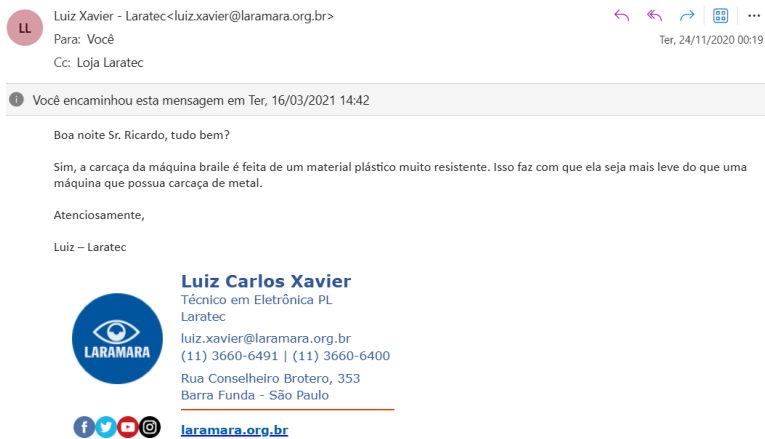 LL
Luiz Xavier - Laratec<luiz.xavier@laramara.org.br>
Para: Você
Ter, 24/11/2020 00:19
Cc: Loja Laratec
Você encaminhou esta mensagem em Ter, 16/03/2021 14:42
Boa noite Sr. Ricardo, tudo bem?
Sim, a carcaça da máquina braile é feita de um material plástico muito resistente. Isso faz com que ela seja mais leve do que uma
máquina que possua carcaça de metal.
Atenciosamente,
Luiz – Laratec
Luiz Carlos Xavier
Técnico em Eletrônica PL
Laratec
LARAMARA
luiz.xavier@laramara.org.br
(11) 3660-6491 | (11) 3660-6400
Rua Conselheiro Brotero, 353
Barra Funda - São Paulo
laramara.org.br